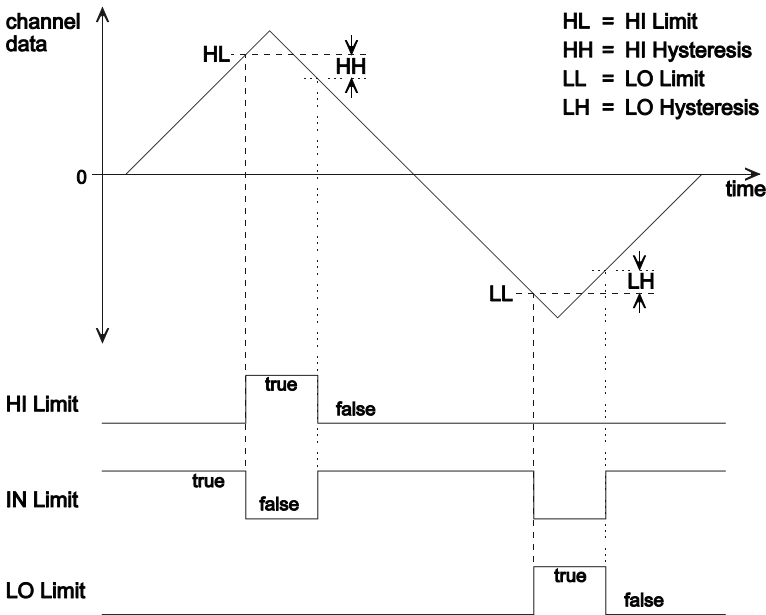 channel
data
HL = HI Limit
HH = HI Hysteresis
LL = LO Limit
LH = LO Hysteresis
HL
HH
0
time
LL
LH
HI Limit
true
false
IN Limit
true
false
LO Limit
true
false